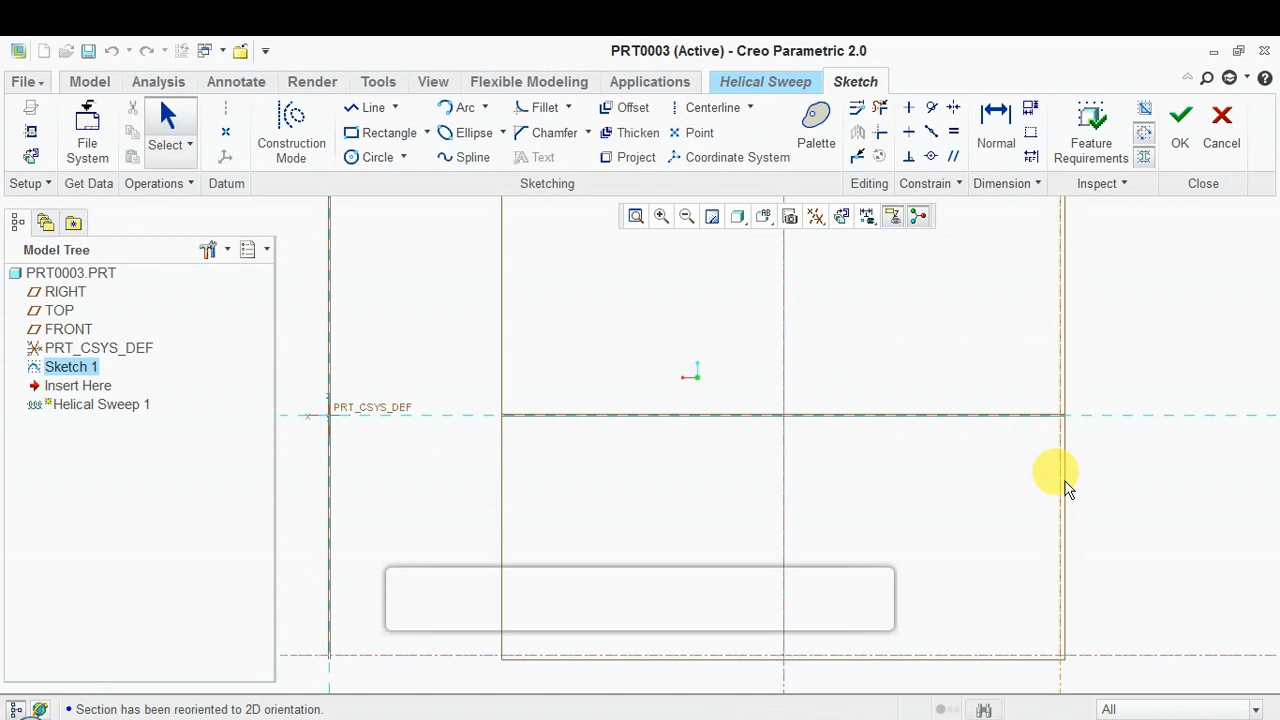 PRT0003 (Active) - Creo Parametric 2.0
File Model Analysis Annotate Render Tools View Flexible Modeling Applications Helical Sweep Sketch
Line Arc Fillet Offset Centerline
Rectangle Ellipse Chamfer Thicken Point
File System Select Construction Mode Palette Normal Feature Requirements OK Cancel
Circle Spline Text Project Coordinate System
Setup Get Data Operations Datum Sketching Editing Constrain Dimension Inspect Close
Model Tree
PRT0003.PRT
RIGHT
TOP
FRONT
PRT_CSYS_DEF
Sketch 1
Insert Here
Helical Sweep 1
PRT_CSYS_DEF
X
Section has been reoriented to 2D orientation.
All